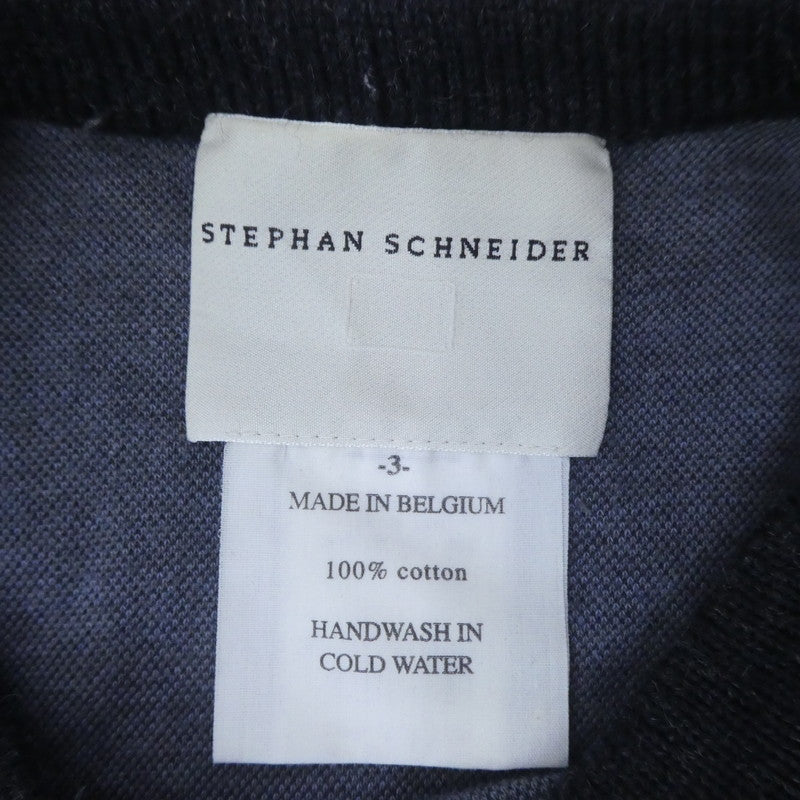 STEPHAN SCHNEIDER
-3-
MADE IN BELGIUM
100% cotton
HANDWASH IN
COLD WATER